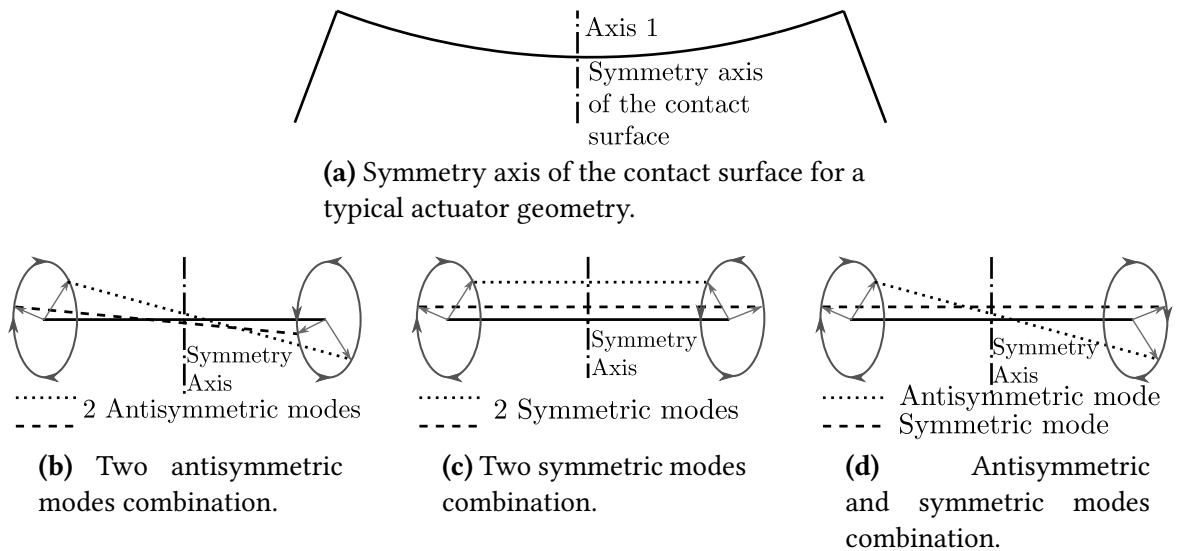 Axis 1
Symmetry axis
of the contact
surface
(a) Symmetry axis of the contact surface for a
typical actuator geometry.
Symmetry
Axis
2 Antisymmetric modes
(b) Two antisymmetric
modes combination.
Symmetry
Axis
2 Symmetric modes
(c) Two symmetric modes
combination.
Symmetry
Axis
Antisymmetric mode
Symmetric mode
(d) Antisymmetric
and symmetric modes
combination.